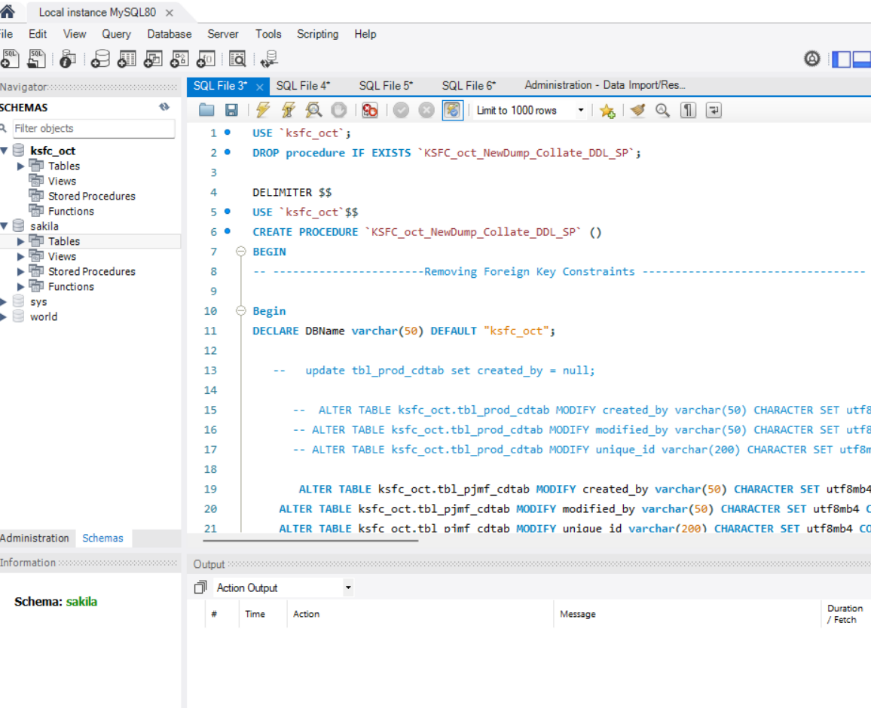 Local instance MySQL80 ×
File Edit View Query Database Server Tools Scripting Help
Navigator
SQL File 3* × SQL File 4* SQL File 5* SQL File 6* Administration - Data Import/Res...
SCHEMAS
Filter objects
Limit to 1000 rows
ksfc_oct
Tables
Views
Stored Procedures
Functions
sakila
Tables
Views
Stored Procedures
Functions
sys
world
1 USE `ksfc_oct`;
2 DROP procedure IF EXISTS `KSFC_oct_NewDump_Collate_DDL_SP`;
3
4 DELIMITER $$
5 USE `ksfc_oct`$$
6 CREATE PROCEDURE `KSFC_oct_NewDump_Collate_DDL_SP` ()
7 BEGIN
8 -- -----------------------Removing Foreign Key Constraints ----------------------------------
9
10 Begin
11 DECLARE DBName varchar(50) DEFAULT "ksfc_oct";
12
13 -- update tbl_prod_cdtab set created_by = null;
14
15 -- ALTER TABLE ksfc_oct.tbl_prod_cdtab MODIFY created_by varchar(50) CHARACTER SET utf8
16 -- ALTER TABLE ksfc_oct.tbl_prod_cdtab MODIFY modified_by varchar(50) CHARACTER SET utf8
17 -- ALTER TABLE ksfc_oct.tbl_prod_cdtab MODIFY unique_id varchar(200) CHARACTER SET utf8m
18
19 ALTER TABLE ksfc_oct.tbl_pjmf_cdtab MODIFY created_by varchar(50) CHARACTER SET utf8mb4
20 ALTER TABLE ksfc_oct.tbl_pjmf_cdtab MODIFY modified_by varchar(50) CHARACTER SET utf8mb4 C
21 ALTER TABLE ksfc_oct.tbl_pjmf_cdtab MODIFY unique_id varchar(200) CHARACTER SET utf8mb4 CO
Administration Schemas
Information
Schema: sakila
Output
Action Output
# Time Action Message Duration / Fetch